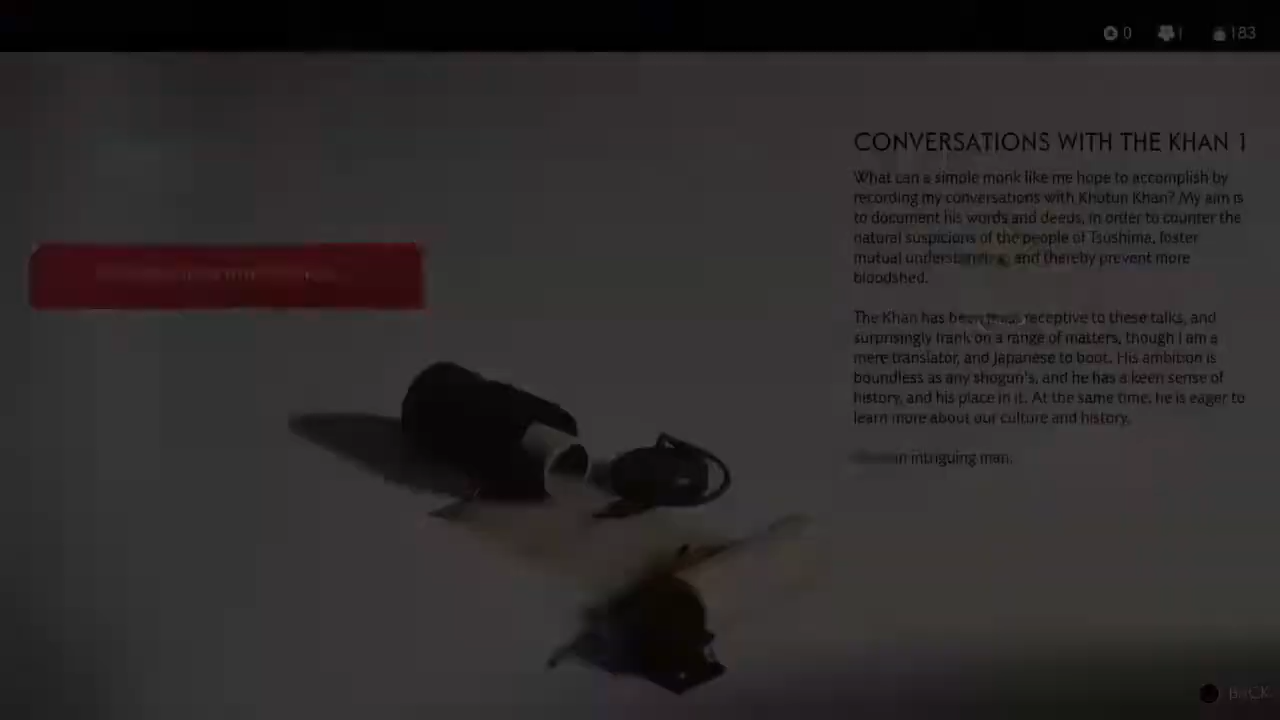 0 1 183
CONVERSATIONS WITH THE KHAN 1
What can a simple monk like me hope to accomplish by
recording my conversations with Khotun Khan? My aim is
to document his words and deeds, in order to counter the
natural suspicions of the people of Tsushima, foster
mutual understanding, and thereby prevent more
bloodshed.
The Khan has been receptive to these talks, and
surprisingly frank on a range of matters, though I am a
mere translator, and Japanese to boot. His ambition is
boundless as any shogun's, and he has a keen sense of
history, and his place in it. At the same time, he is eager to
learn more about our culture and history.
an intriguing man.
BACK